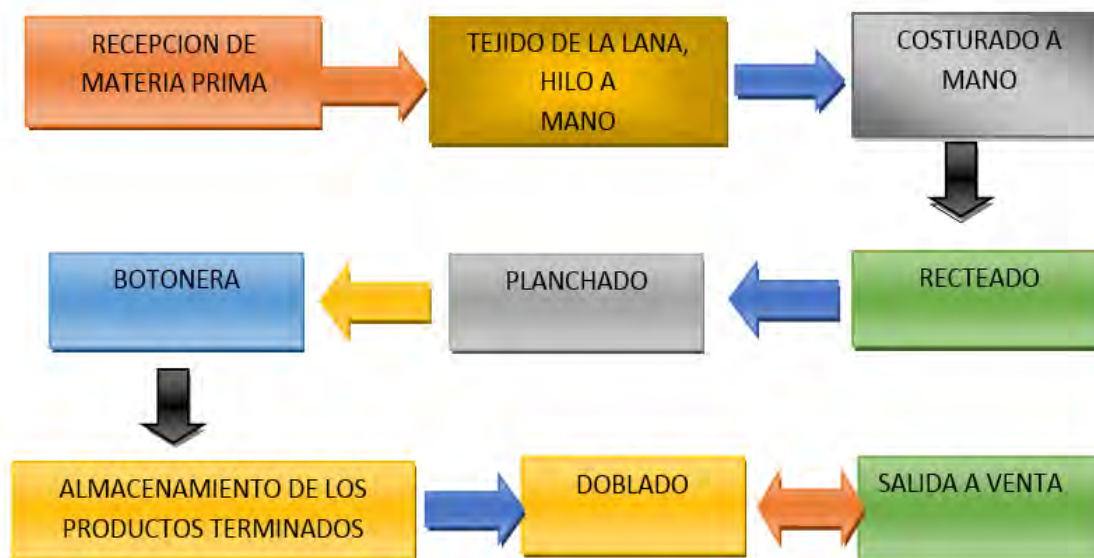 RECEPCION DE
MATERIA PRIMA
TEJIDO DE LA LANA,
HILO A
MANO
COSTURADO A
MANO
BOTONERA
PLANCHADO
RECTEADO
ALMACENAMIENTO DE LOS
PRODUCTOS TERMINADOS
DOBLADO
SALIDA A VENTA